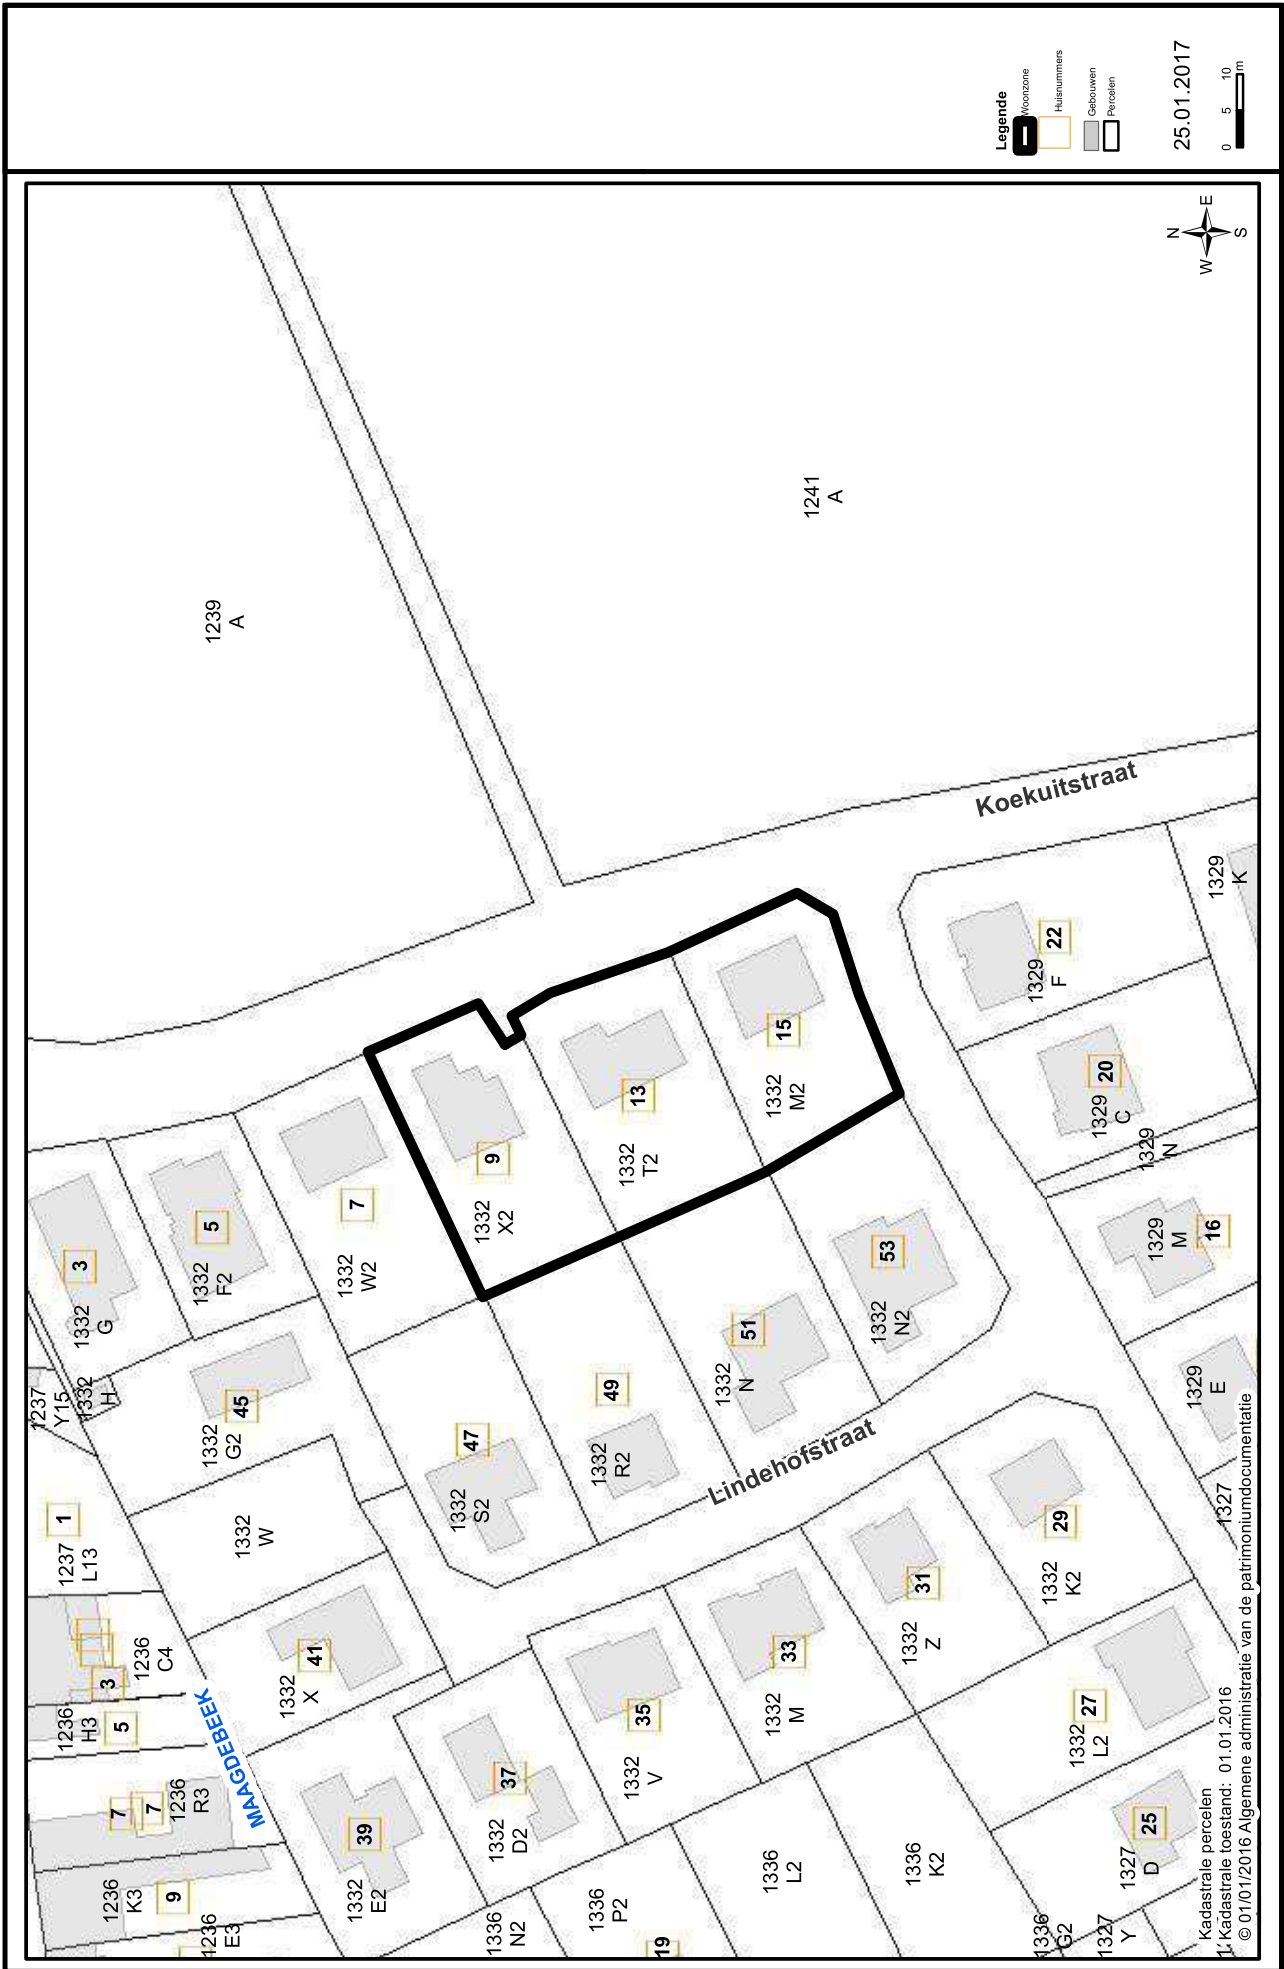 Legende
Woonzone
Huisnummers
Gebouwen
Percelen
25.01.2017
0 5 10
m
N
W E
S
1239
A
1241
A
Koekuitstraat
Lindehofstraat
MAAGDEBEEK
1237
Y15
1332
H
3
1332
G
5
1332
F2
7
1332
W2
9
1332
X2
13
1332
T2
15
1332
M2
1
1237
L13
45
1332
G2
1332
W
47
1332
S2
49
1332
R2
51
1332
N
53
1332
N2
3
1236
C4
5
1236
H3
7
7
1236
R3
9
1236
K3
1236
E3
41
1332
X
39
1332
E2
37
1332
D2
35
1332
V
33
1332
M
31
1332
Z
29
1332
K2
27
1332
L2
25
1327
D
1336
N2
1336
P2
19
1336
L2
1336
K2
1336
G2
1327
Y
1327
22
1329
F
1329
K
20
1329
C
1329
N
16
1329
M
1329
E
Kadastrale percelen
Kadastrale toestand: 01.01.2016
© 01/01/2016 Algemene administratie van de patrimoniumdocumentatie